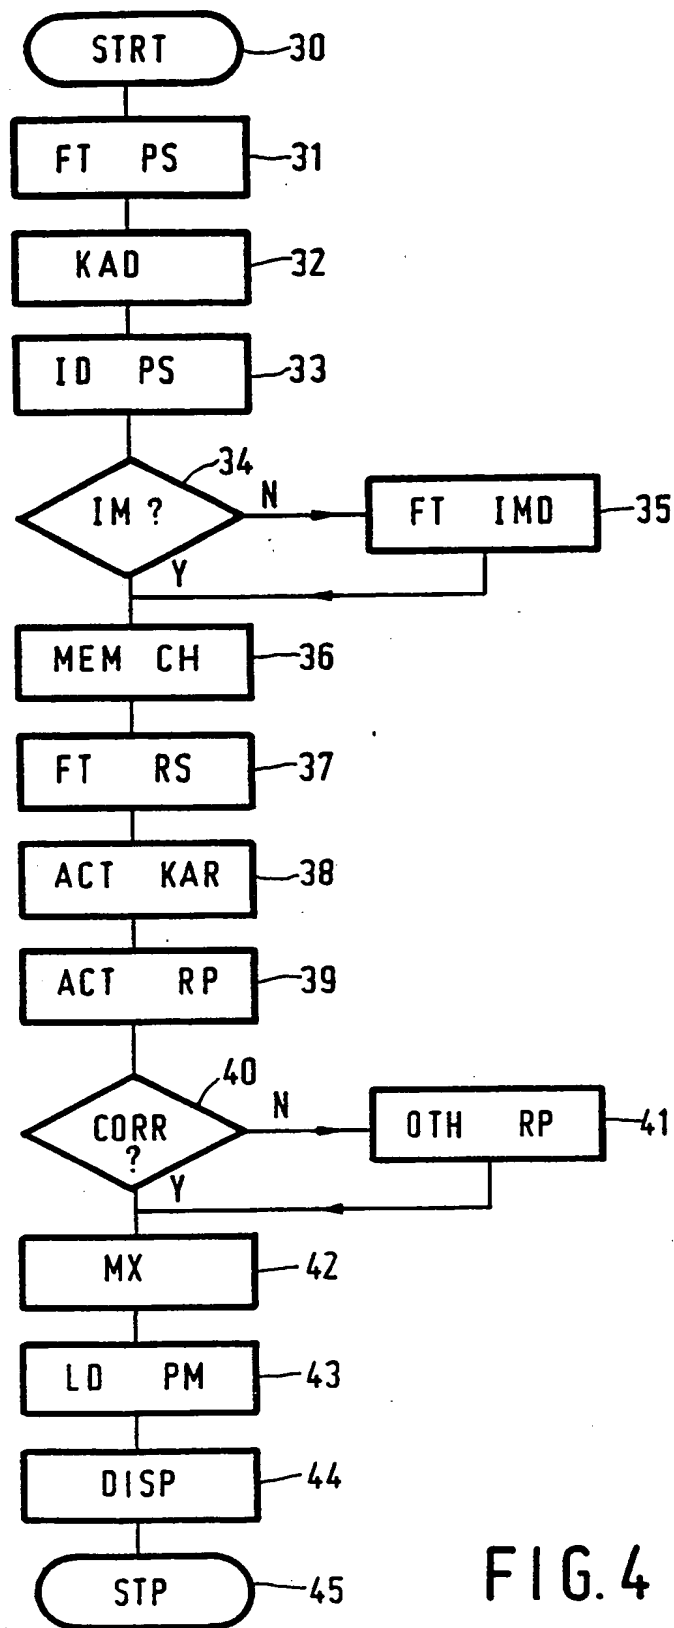 STRT 30
FT PS 31
KAD 32
ID PS 33
34
IM ? N FT IMD 35
Y
MEM CH 36
FT RS 37
ACT KAR 38
ACT RP 39
40
CORR ? N OTH RP 41
Y
MX 42
LD PM 43
DISP 44
STP 45
FIG. 4